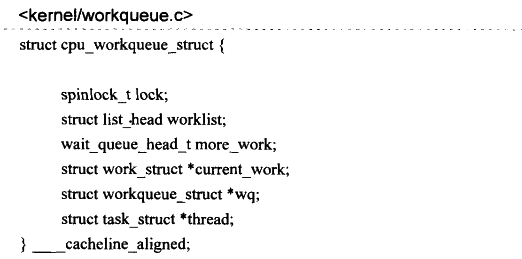 <kernel/workqueue.c>
struct cpu_workqueue_struct {
spinlock_t lock;
struct list_head worklist;
wait_queue_head_t more_work;
struct work_struct *current_work;
struct workqueue_struct *wq;
struct task_struct *thread;
} ____cacheline_aligned;